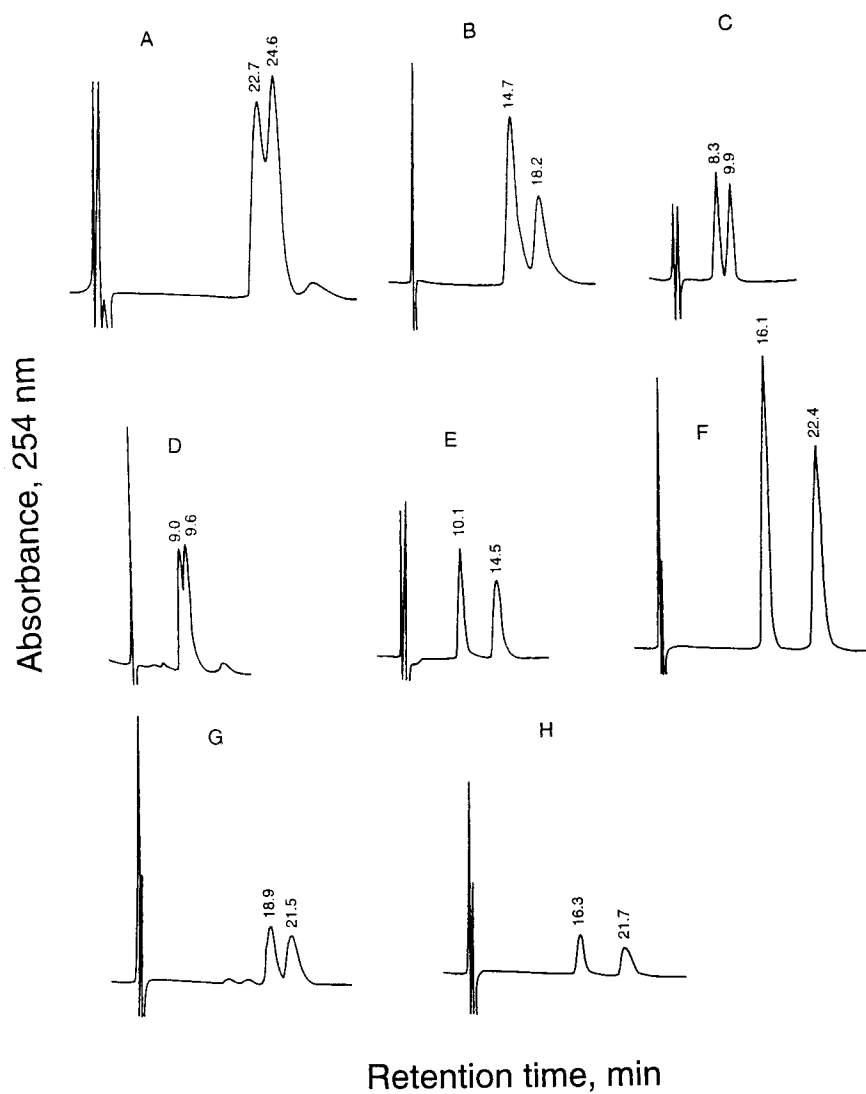 A
22.7
24.6
B
14.7
18.2
C
8.3
9.9
Absorbance, 254 nm
D
9.0
9.6
E
10.1
14.5
F
16.1
22.4
G
18.9
21.5
H
16.3
21.7
Retention time, min